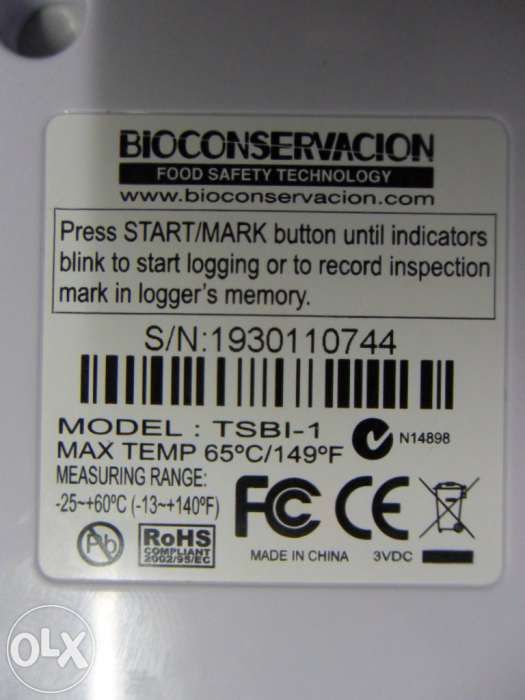 BIOCONSERVACION
FOOD SAFETY TECHNOLOGY
www.bioconservacion.com
Press START/MARK button until indicators
blink to start logging or to record inspection
mark in logger's memory.
S/N:1930110744
MODEL : TSBI-1
N14898
MAX TEMP 65ºC/149ºF
MEASURING RANGE:
-25~+60ºC (-13~+140ºF)
FC CE
Pb
RoHS
COMPLIANT
2002/95/EC
MADE IN CHINA 3VDC
OLX